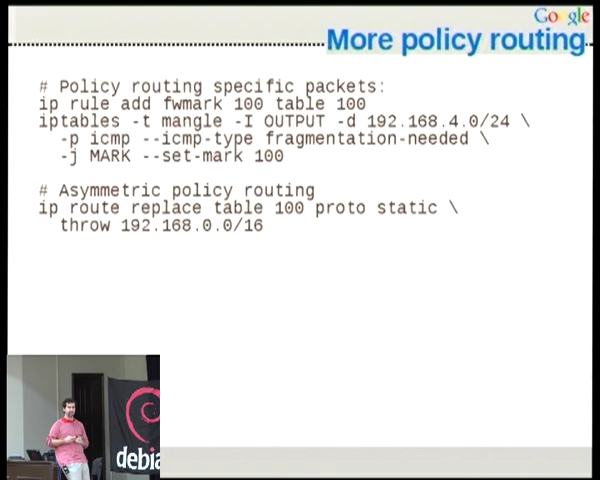 Google
More policy routing
# Policy routing specific packets:
ip rule add fwmark 100 table 100
iptables -t mangle -I OUTPUT -d 192.168.4.0/24 \
-p icmp --icmp-type fragmentation-needed \
-j MARK --set-mark 100
# Asymmetric policy routing
ip route replace table 100 proto static \
throw 192.168.0.0/16
debia